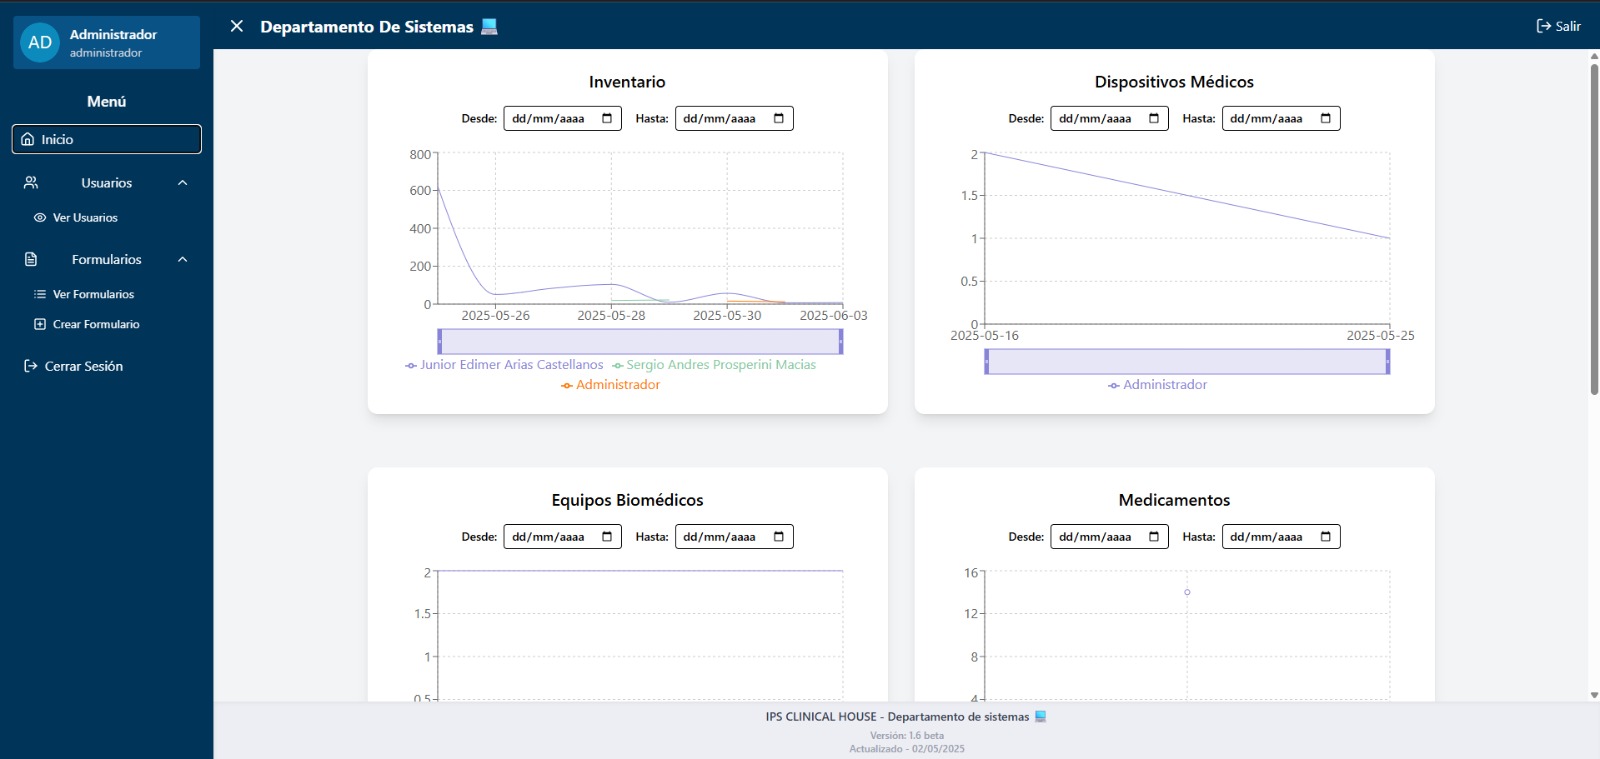 AD
Administrador
administrador
Menú
Inicio
Usuarios
Ver Usuarios
Formularios
Ver Formularios
Crear Formulario
Cerrar Sesión
Departamento De Sistemas
Salir
Inventario
Desde: dd/mm/aaaa Hasta: dd/mm/aaaa
800
600
400
200
0
2025-05-26 2025-05-28 2025-05-30 2025-06-03
Junior Edimer Arias Castellanos Sergio Andres Prosperini Macias
Administrador
Dispositivos Médicos
Desde: dd/mm/aaaa Hasta: dd/mm/aaaa
2
1.5
1
0.5
0
2025-05-16 2025-05-25
Administrador
Equipos Biomédicos
Desde: dd/mm/aaaa Hasta: dd/mm/aaaa
2
1.5
1
0.5
Medicamentos
Desde: dd/mm/aaaa Hasta: dd/mm/aaaa
16
12
8
4
IPS CLINICAL HOUSE - Departamento de sistemas
Versión: 1.6 beta
Actualizado - 02/05/2025